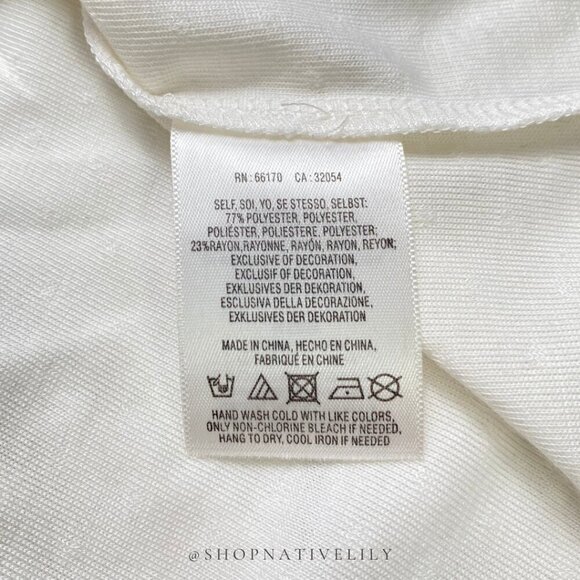 RN : 66170 CA : 32054
SELF, SOI, YO, SE STESSO, SELBST:
77% POLYESTER, POLYESTER,
POLIÉSTER, POLIESTERE, POLYESTER;
23%RAYON,RAYONNE, RAYÓN, RAYON, REYON;
EXCLUSIVE OF DECORATION,
EXCLUSIF OF DECORATION,
EXKLUSIVES DER DEKORATION,
ESCLUSIVA DELLA DECORAZIONE,
EXKLUSIVES DER DEKORATION
MADE IN CHINA, HECHO EN CHINA,
FABRIQUÉ EN CHINE
HAND WASH COLD WITH LIKE COLORS,
ONLY NON-CHLORINE BLEACH IF NEEDED,
HANG TO DRY, COOL IRON IF NEEDED
@SHOPNATIVELILY